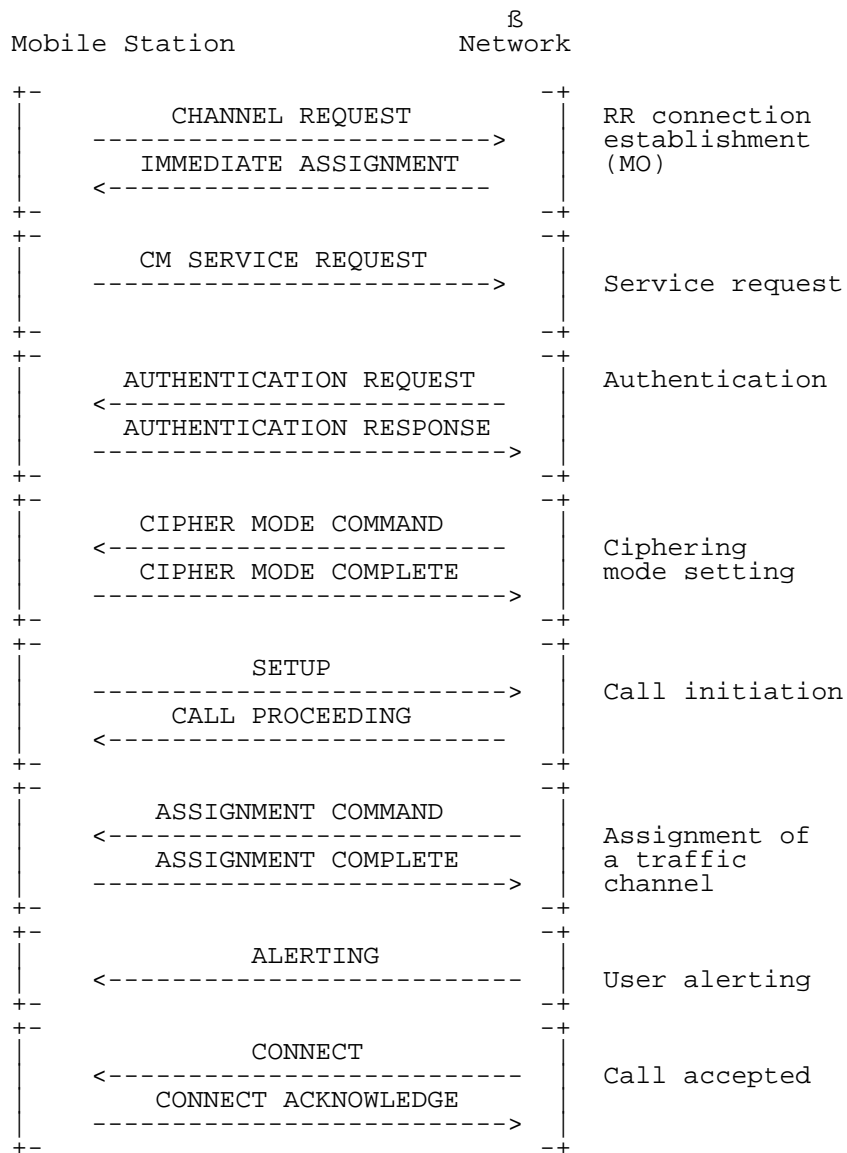 ß
Mobile Station Network
CHANNEL REQUEST RR connection
--------------------------> establishment
IMMEDIATE ASSIGNMENT (MO)
<-------------------------
CM SERVICE REQUEST
--------------------------> Service request
AUTHENTICATION REQUEST Authentication
<--------------------------
AUTHENTICATION RESPONSE
--------------------------->
CIPHER MODE COMMAND
<-------------------------- Ciphering
CIPHER MODE COMPLETE mode setting
--------------------------->
SETUP
---------------------------> Call initiation
CALL PROCEEDING
<--------------------------
ASSIGNMENT COMMAND
<--------------------------- Assignment of
ASSIGNMENT COMPLETE a traffic
---------------------------> channel
ALERTING
<--------------------------- User alerting
CONNECT
<--------------------------- Call accepted
CONNECT ACKNOWLEDGE
--------------------------->